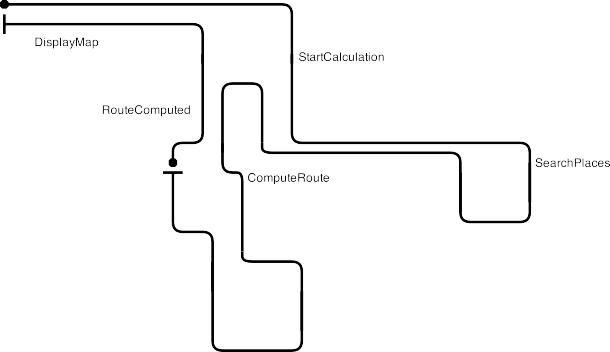 DisplayMap
StartCalculation
RouteComputed
SearchPlaces
ComputeRoute